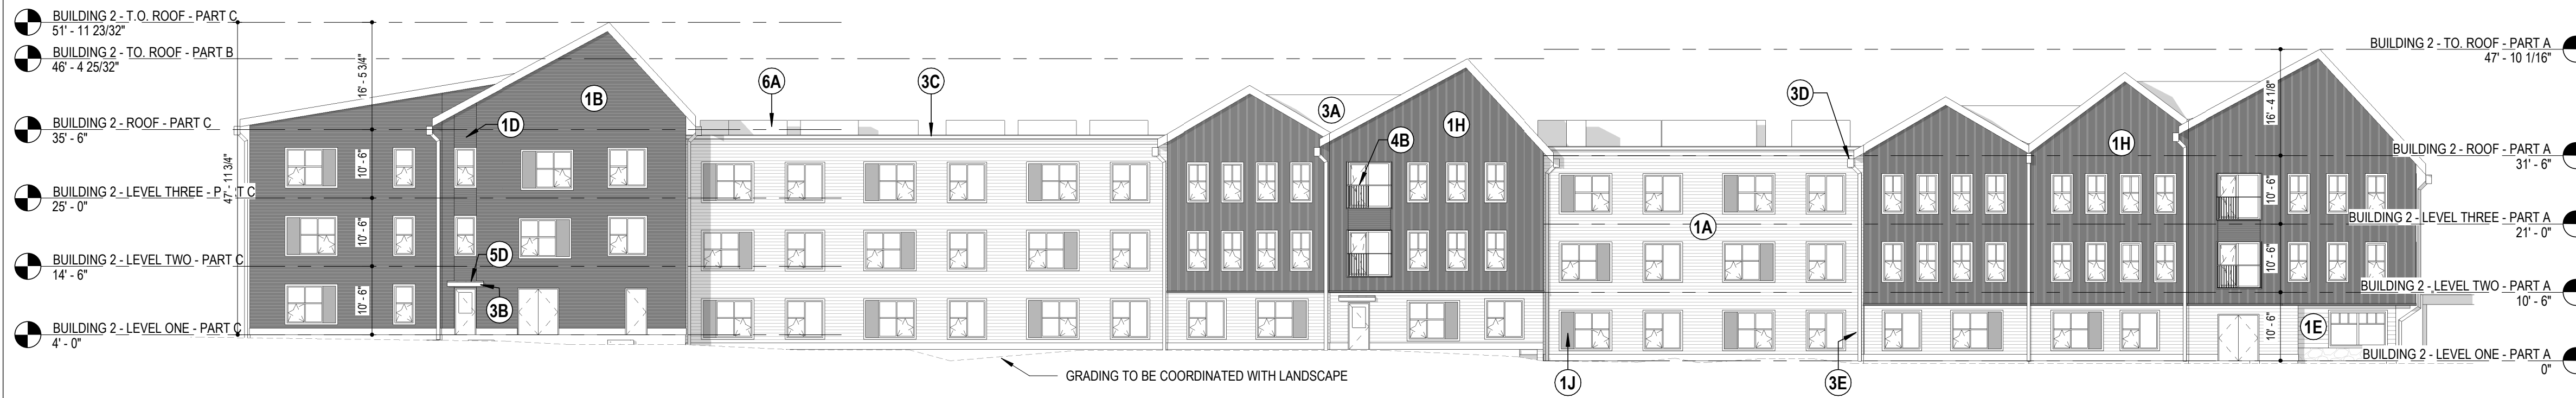 BUILDING 2 - T.O. ROOF - PART C
51' - 11 23/32"
BUILDING 2 - TO. ROOF - PART B
46' - 4 25/32"
BUILDING 2 - ROOF - PART C
35' - 6"
BUILDING 2 - LEVEL THREE - P RT C
25' - 0"
BUILDING 2 - LEVEL TWO - PART C
14' - 6"
BUILDING 2 - LEVEL ONE - PART C
4' - 0"
47' - 11 3/4"
16' - 5 3/4"
10' - 6"
10' - 6"
10' - 6"
1B
1D
5D
3B
6A
3C
3A
1H
4B
3D
1A
1J
3E
1H
1E
GRADING TO BE COORDINATED WITH LANDSCAPE
16' - 4 1/8"
10' - 6"
10' - 6"
10' - 6"
BUILDING 2 - TO. ROOF - PART A
47' - 10 1/16"
BUILDING 2 - ROOF - PART A
31' - 6"
BUILDING 2 - LEVEL THREE - PART A
21' - 0"
BUILDING 2 - LEVEL TWO - PART A
10' - 6"
BUILDING 2 - LEVEL ONE - PART A
0"